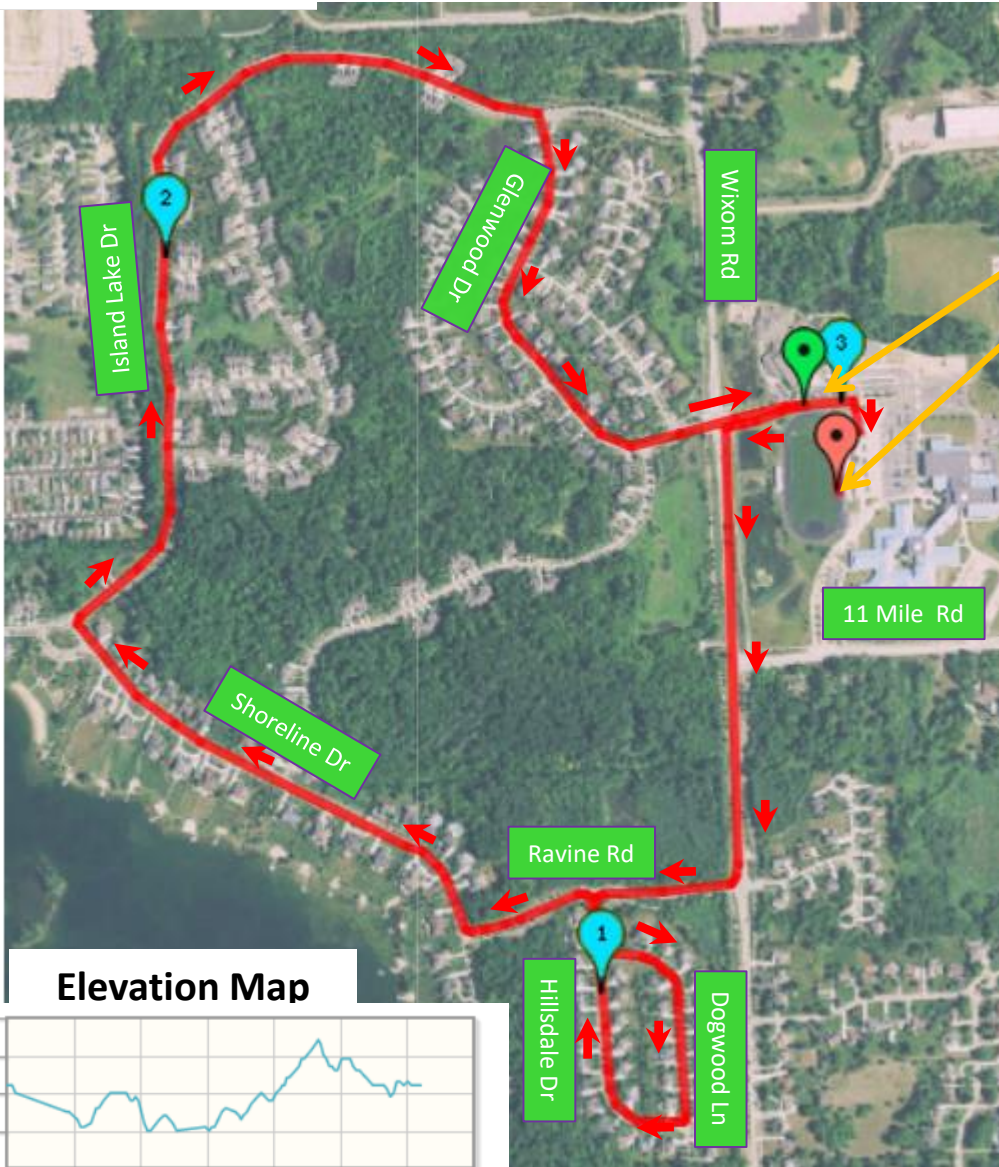 2
Island Lake Dr
Glenwood Dr
Wixom Rd
3
11 Mile  Rd
Shoreline Dr
Ravine Rd
1
Hillsdale Dr
Dogwood Ln
Elevation Map